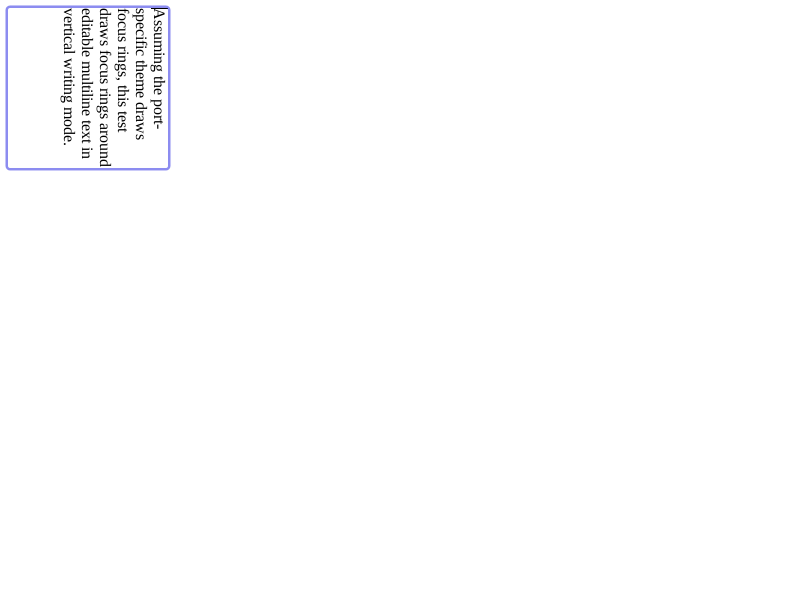 Assuming the port-
specific theme draws
focus rings, this test
draws focus rings around
editable multiline text in
vertical writing mode.